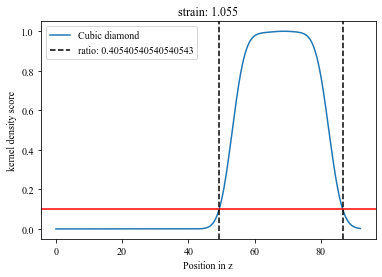 strain: 1.055
Cubic diamond
ratio: 0.40540540540540543
kernel density score
1.0
0.8
0.6
0.4
0.2
0.0
0 20 40 60 80
Position in z